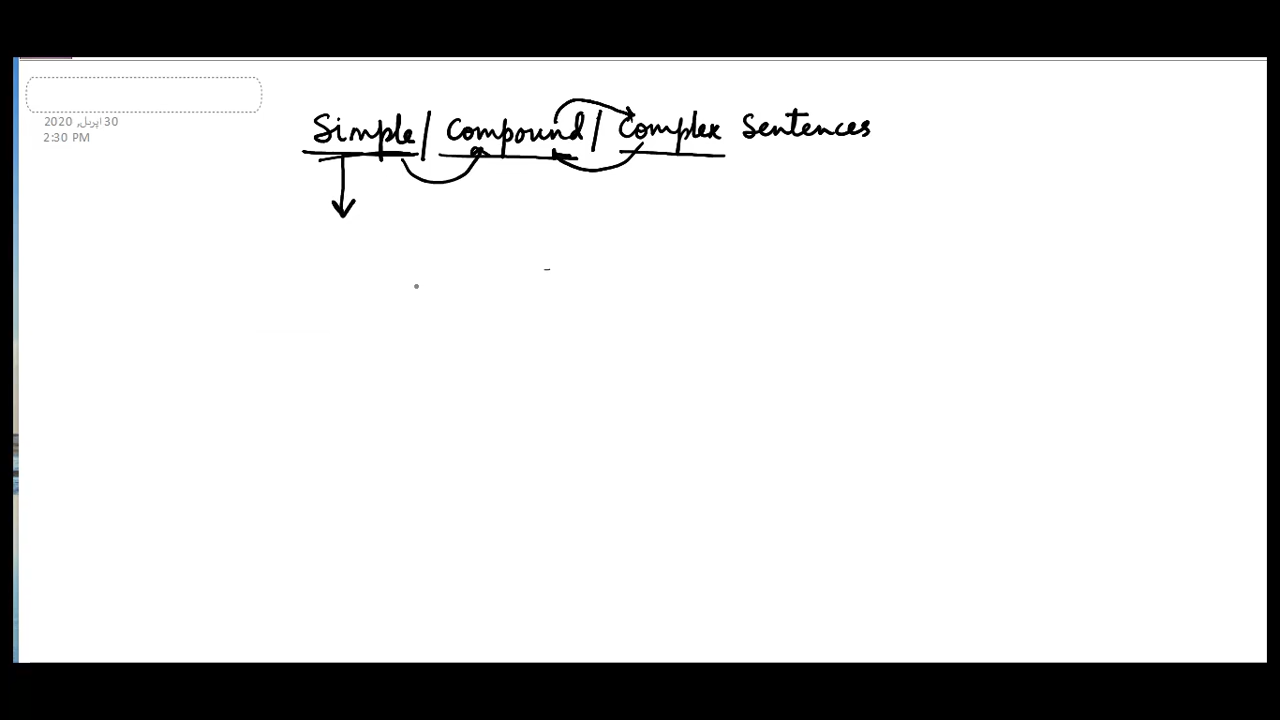 Simple/ Compound/ Complex Sentences
30 اپریل, 2020
2:30 PM